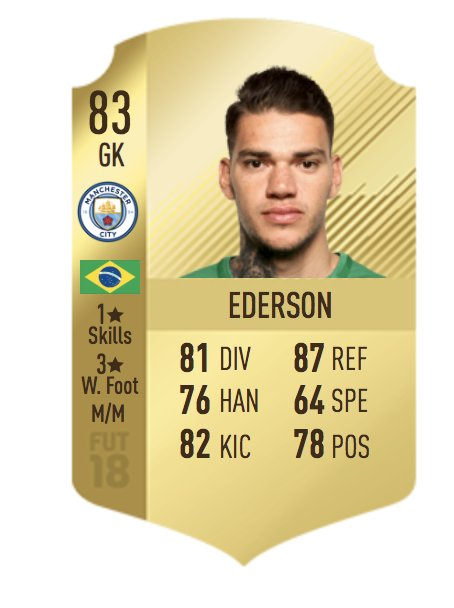 83
GK
MANCHESTER
CITY
1★
Skills
3★
W. Foot
M/M
FUT
18
EDERSON
81 DIV 87 REF
76 HAN 64 SPE
82 KIC 78 POS